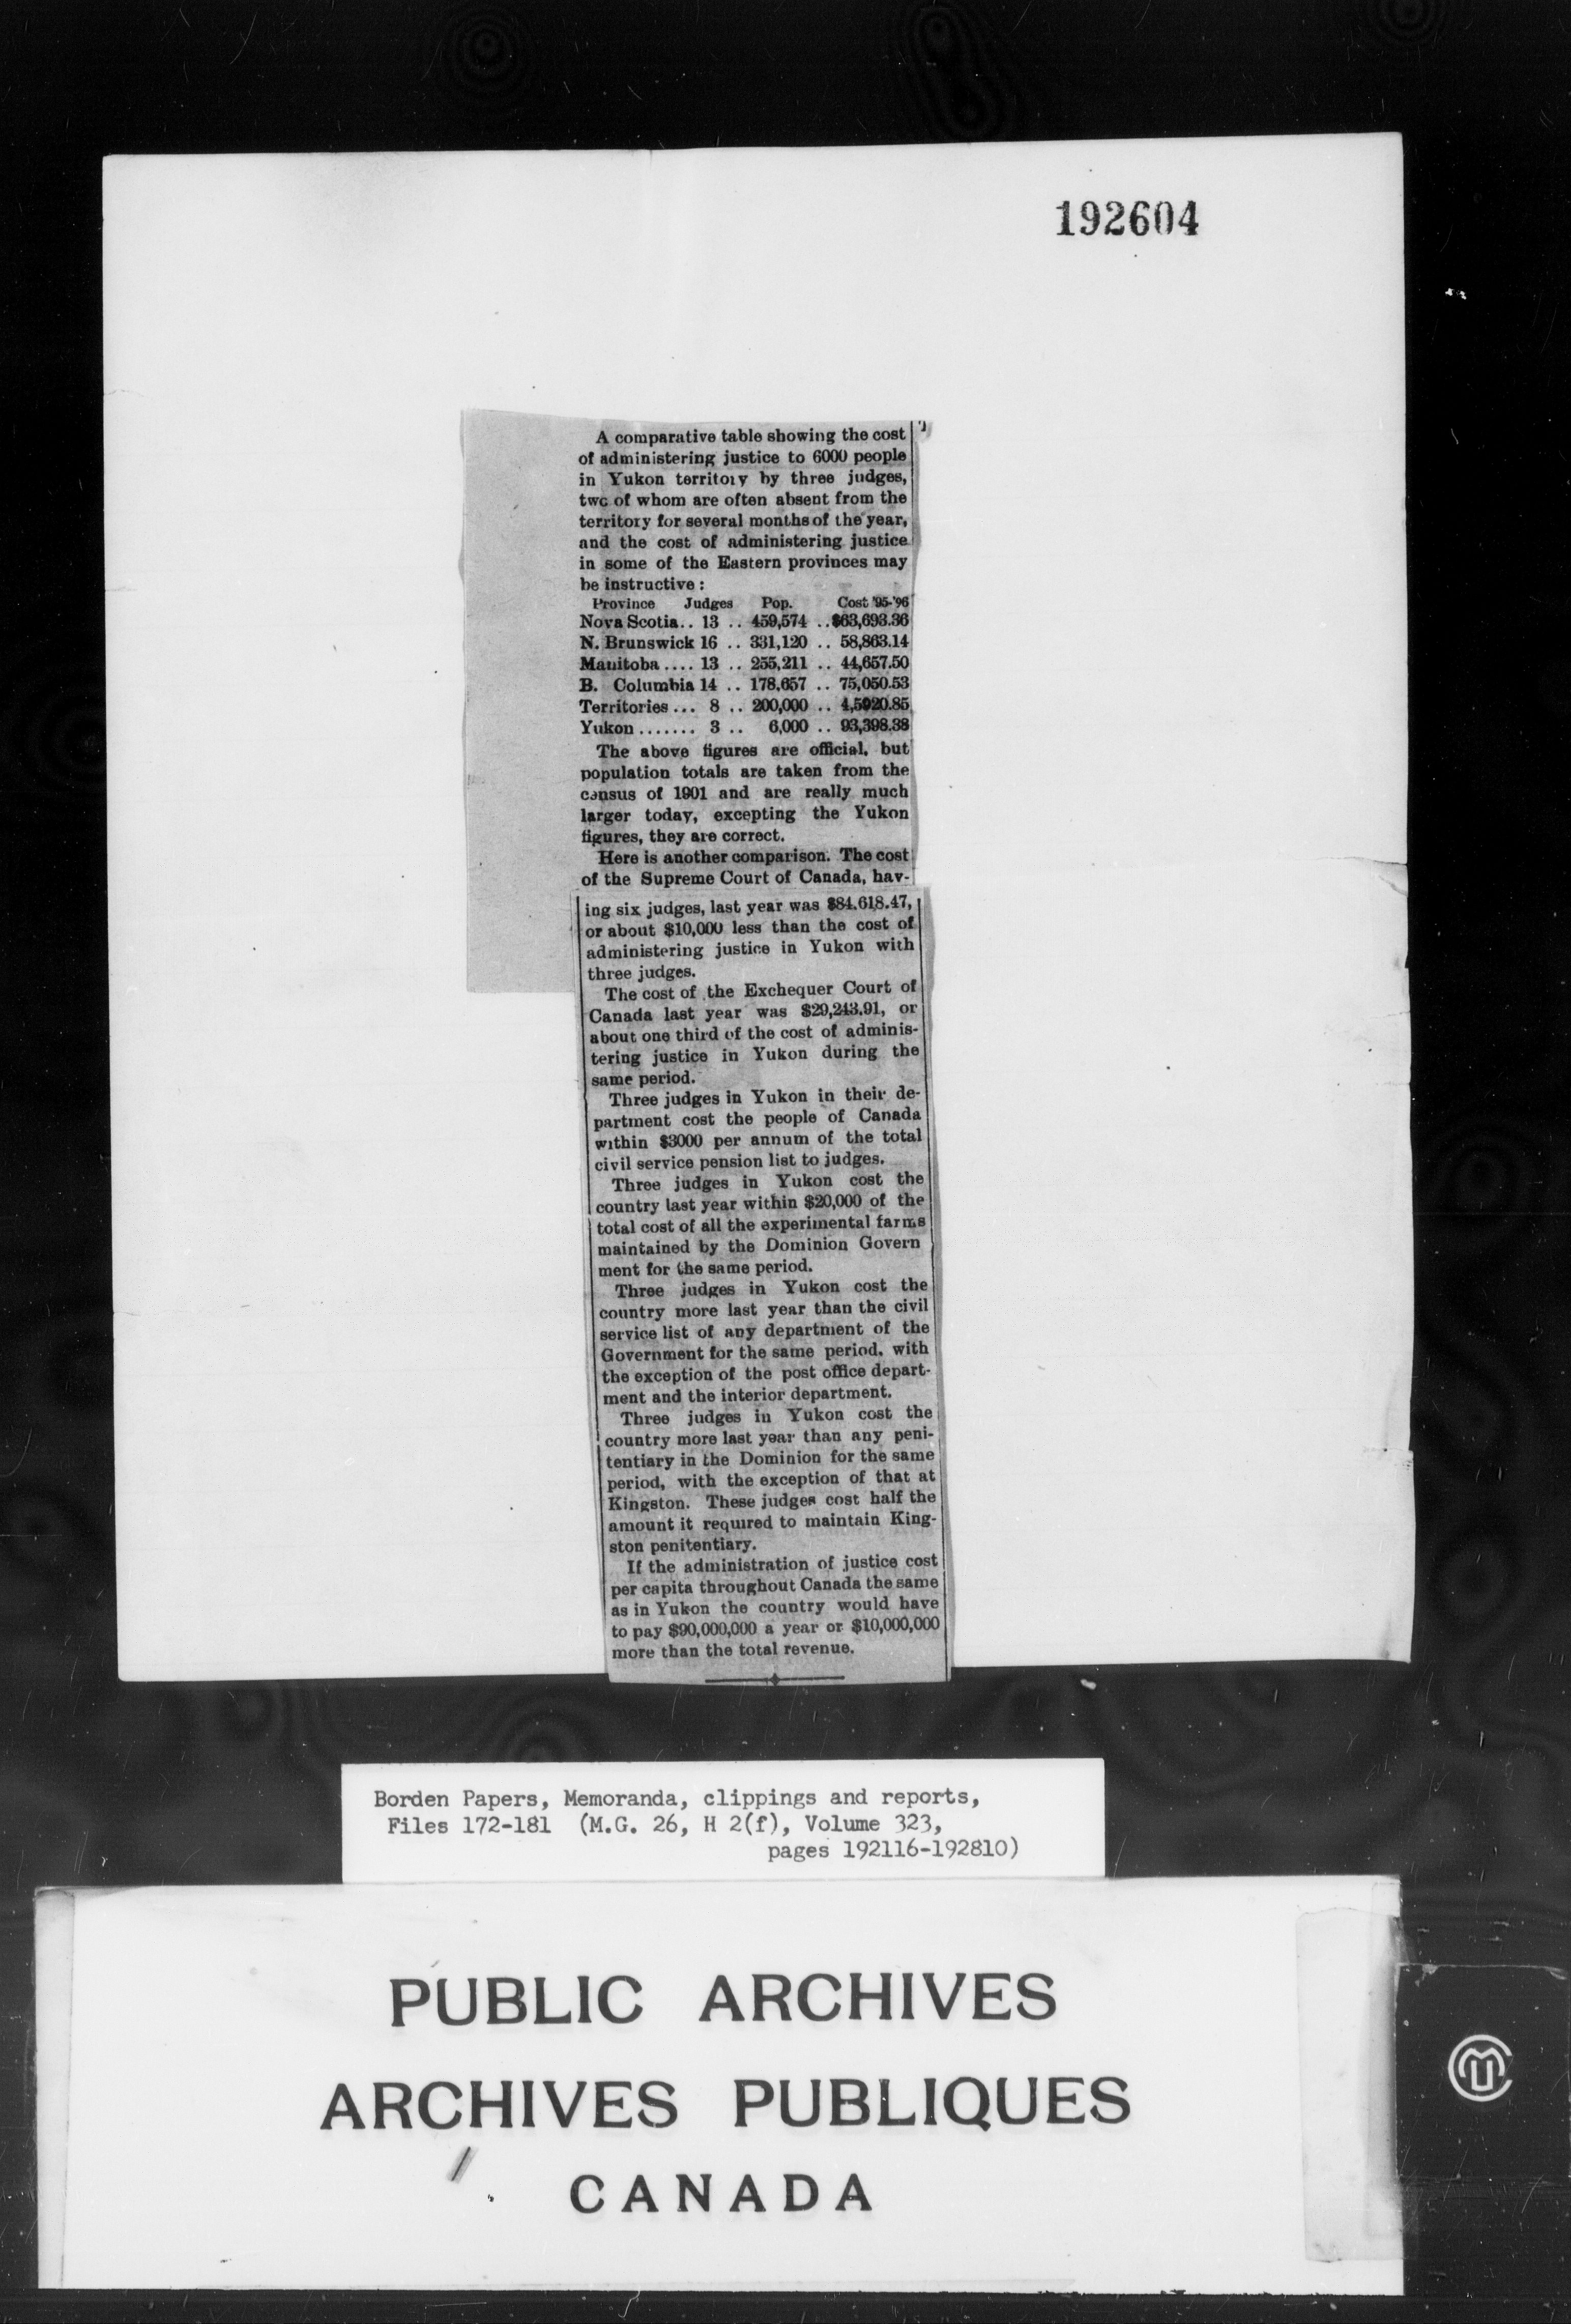 192604
A comparative table showing the cost
of administering justice to 6000 people
in Yukon territory by three judges,
two of whom are often absent from the
territory for several months of the year,
and the cost of administering justice
in some of the Eastern provinces may
be instructive:
Province Judges Pop. Cost '95-'96
Nova Scotia.. 13 .. 459,574 ..$63,693.36
N. Brunswick 16 .. 331,120 .. 58,863.14
Manitoba .... 13 .. 255,211 .. 44,657.50
B. Columbia 14 .. 178,657 .. 75,050.53
Territories ... 8 .. 200,000 .. 4,5920.85
Yukon ....... 3 .. 6,000 .. 93,398.38
The above figures are official, but
population totals are taken from the
census of 1901 and are really much
larger today, excepting the Yukon
figures, they are correct.
Here is another comparison. The cost
of the Supreme Court of Canada, hav-
ing six judges, last year was $84,618.47,
or about $10,000 less than the cost of
administering justice in Yukon with
three judges.
The cost of the Exchequer Court of
Canada last year was $29,243.91, or
about one third of the cost of adminis-
tering justice in Yukon during the
same period.
Three judges in Yukon in their de-
partment cost the people of Canada
within $3000 per annum of the total
civil service pension list to judges.
Three judges in Yukon cost the
country last year within $20,000 of the
total cost of all the experimental farms
maintained by the Dominion Govern
ment for the same period.
Three judges in Yukon cost the
country more last year than the civil
service list of any department of the
Government for the same period, with
the exception of the post office depart-
ment and the interior department.
Three judges in Yukon cost the
country more last year than any peni-
tentiary in the Dominion for the same
period, with the exception of that at
Kingston. These judges cost half the
amount it required to maintain King-
ston penitentiary.
If the administration of justice cost
per capita throughout Canada the same
as in Yukon the country would have
to pay $90,000,000 a year or $10,000,000
more than the total revenue.
Borden Papers, Memoranda, clippings and reports,
Files 172-181 (M.G. 26, H 2(f), Volume 323,
pages 192116-192810)
PUBLIC ARCHIVES
ARCHIVES PUBLIQUES
CANADA